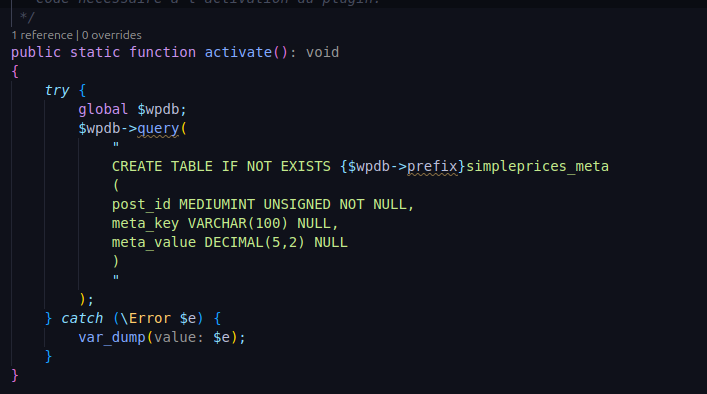 code nécessaire à l'activation du plugin.
*/
1 reference | 0 overrides
public static function activate(): void
{
try {
global $wpdb;
$wpdb->query(
"
CREATE TABLE IF NOT EXISTS {$wpdb->prefix}simpleprices_meta
(
post_id MEDIUMINT UNSIGNED NOT NULL,
meta_key VARCHAR(100) NULL,
meta_value DECIMAL(5,2) NULL
)
"
);
} catch (\Error $e) {
var_dump(value: $e);
}
}